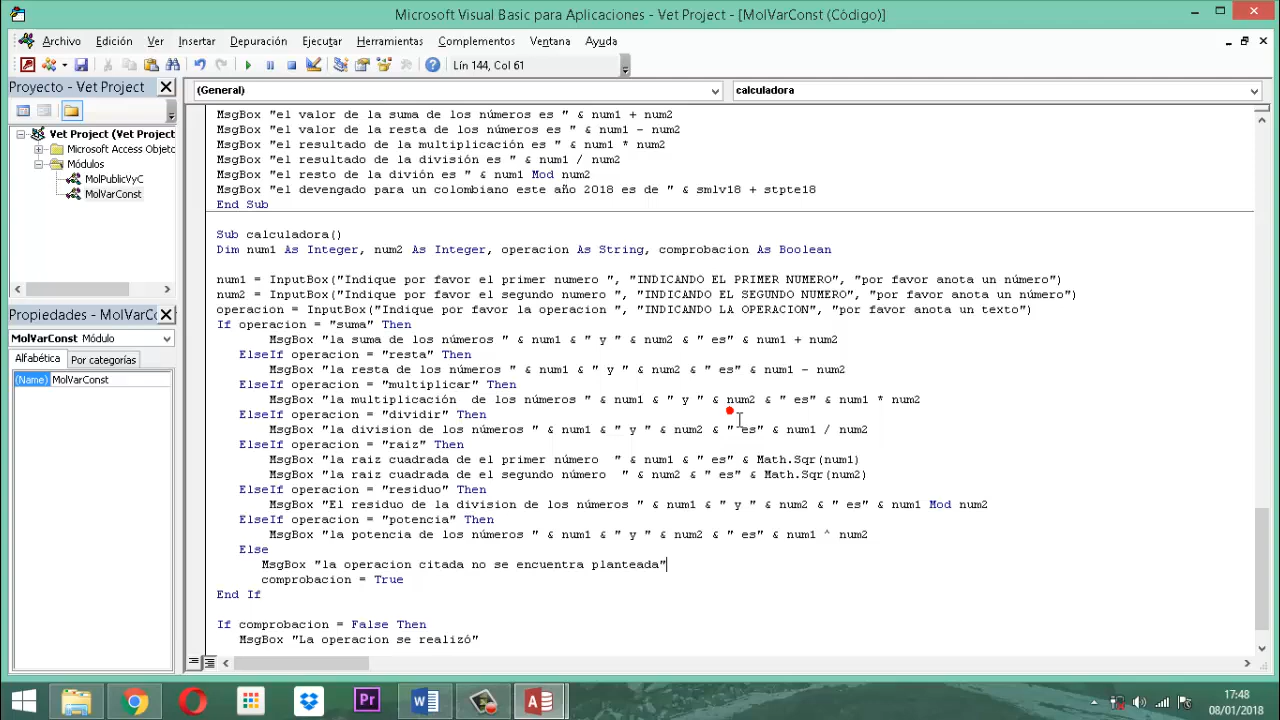 Microsoft Visual Basic para Aplicaciones - Vet Project - [MolVarConst (Código)]
Archivo Edición Ver Insertar Depuración Ejecutar Herramientas Complementos Ventana Ayuda
Lín 144, Col 61
Proyecto - Vet Project
Vet Project (Vet Project
Microsoft Access Objeto
Módulos
MolPublicVyC
MolVarConst
Propiedades - MolVarCo
MolVarConst Módulo
Alfabética Por categorías
(Name) MolVarConst
(General) calculadora
MsgBox "el valor de la suma de los números es " & num1 + num2
MsgBox "el valor de la resta de los números es " & num1 - num2
MsgBox "el resultado de la multiplicación es " & num1 * num2
MsgBox "el resultado de la división es " & num1 / num2
MsgBox "el resto de la divión es " & num1 Mod num2
MsgBox "el devengado para un colombiano este año 2018 es de " & smlv18 + stpte18
End Sub
Sub calculadora()
Dim num1 As Integer, num2 As Integer, operacion As String, comprobacion As Boolean
num1 = InputBox("Indique por favor el primer numero ", "INDICANDO EL PRIMER NUMERO", "por favor anota un número")
num2 = InputBox("Indique por favor el segundo numero ", "INDICANDO EL SEGUNDO NUMERO", "por favor anota un número")
operacion = InputBox("Indique por favor la operacion ", "INDICANDO LA OPERACION", "por favor anota un texto")
If operacion = "suma" Then
MsgBox "la suma de los números " & num1 & " y " & num2 & " es" & num1 + num2
ElseIf operacion = "resta" Then
MsgBox "la resta de los números " & num1 & " y " & num2 & " es" & num1 - num2
ElseIf operacion = "multiplicar" Then
MsgBox "la multiplicación  de los números " & num1 & " y " & num2 & " es" & num1 * num2
ElseIf operacion = "dividir" Then
MsgBox "la division de los números " & num1 & " y " & num2 & " es" & num1 / num2
ElseIf operacion = "raiz" Then
MsgBox "la raiz cuadrada de el primer número  " & num1 & " es" & Math.Sqr(num1)
MsgBox "la raiz cuadrada de el segundo número  " & num2 & " es" & Math.Sqr(num2)
ElseIf operacion = "residuo" Then
MsgBox "El residuo de la division de los números " & num1 & " y " & num2 & " es" & num1 Mod num2
ElseIf operacion = "potencia" Then
MsgBox "la potencia de los números " & num1 & " y " & num2 & " es" & num1 ^ num2
Else
MsgBox "la operacion citada no se encuentra planteada"
comprobacion = True
End If
If comprobacion = False Then
MsgBox "La operacion se realizó"
Pr
17:48
08/01/2018